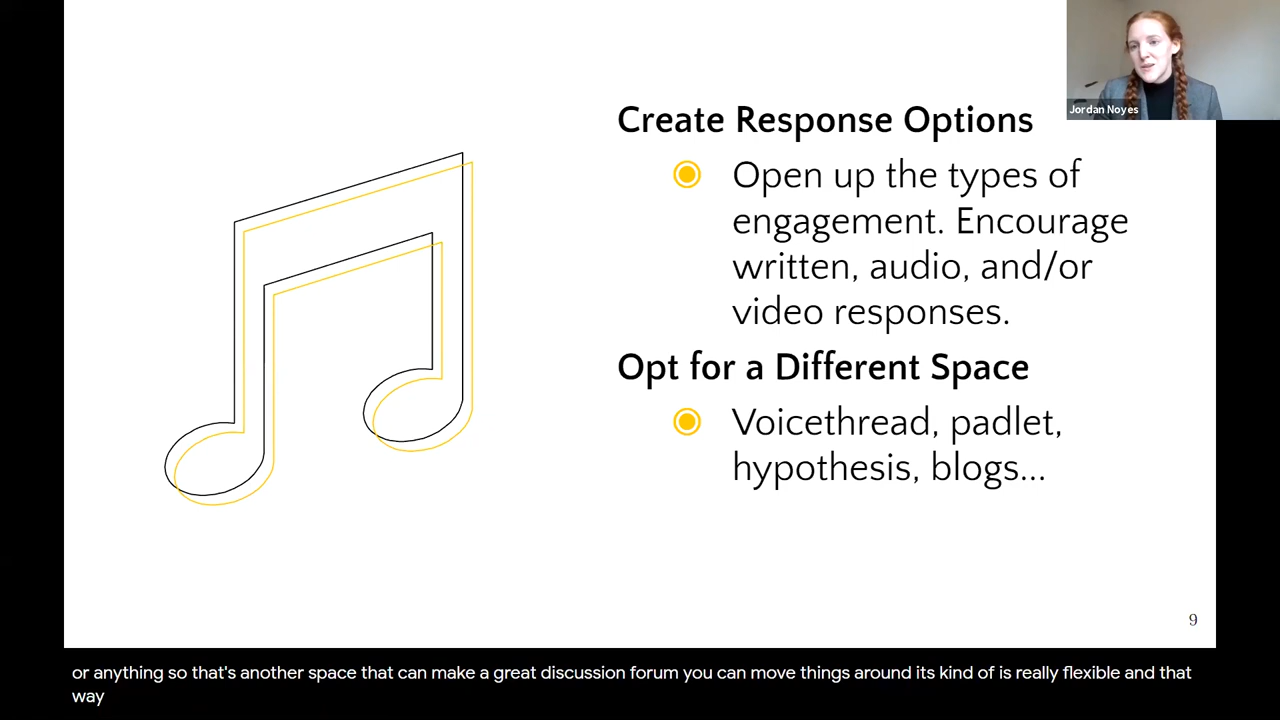 Jordan Noyes
Create Response Options
Open up the types of
engagement. Encourage
written, audio, and/or
video responses.
Opt for a Different Space
Voicethread, padlet,
hypothesis, blogs...
9
or anything so that's another space that can make a great discussion forum you can move things around its kind of is really flexible and that
way